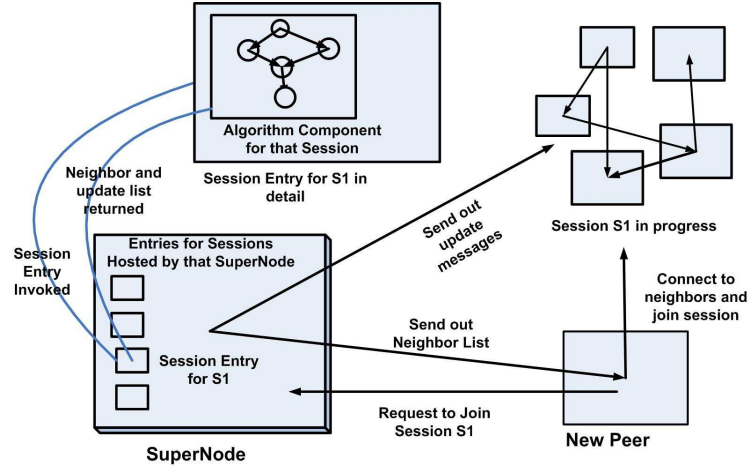 Algorithm Component
for that Session
Session Entry for S1 in
detail
Neighbor and
update list
returned
Session
Entry
Invoked
Entries for Sessions
Hosted by that SuperNode
Session Entry
for S1
SuperNode
Send out
update
messages
Send out
Neighbor List
Request to Join
Session S1
Session S1 in progress
Connect to
neighbors and
join session
New Peer